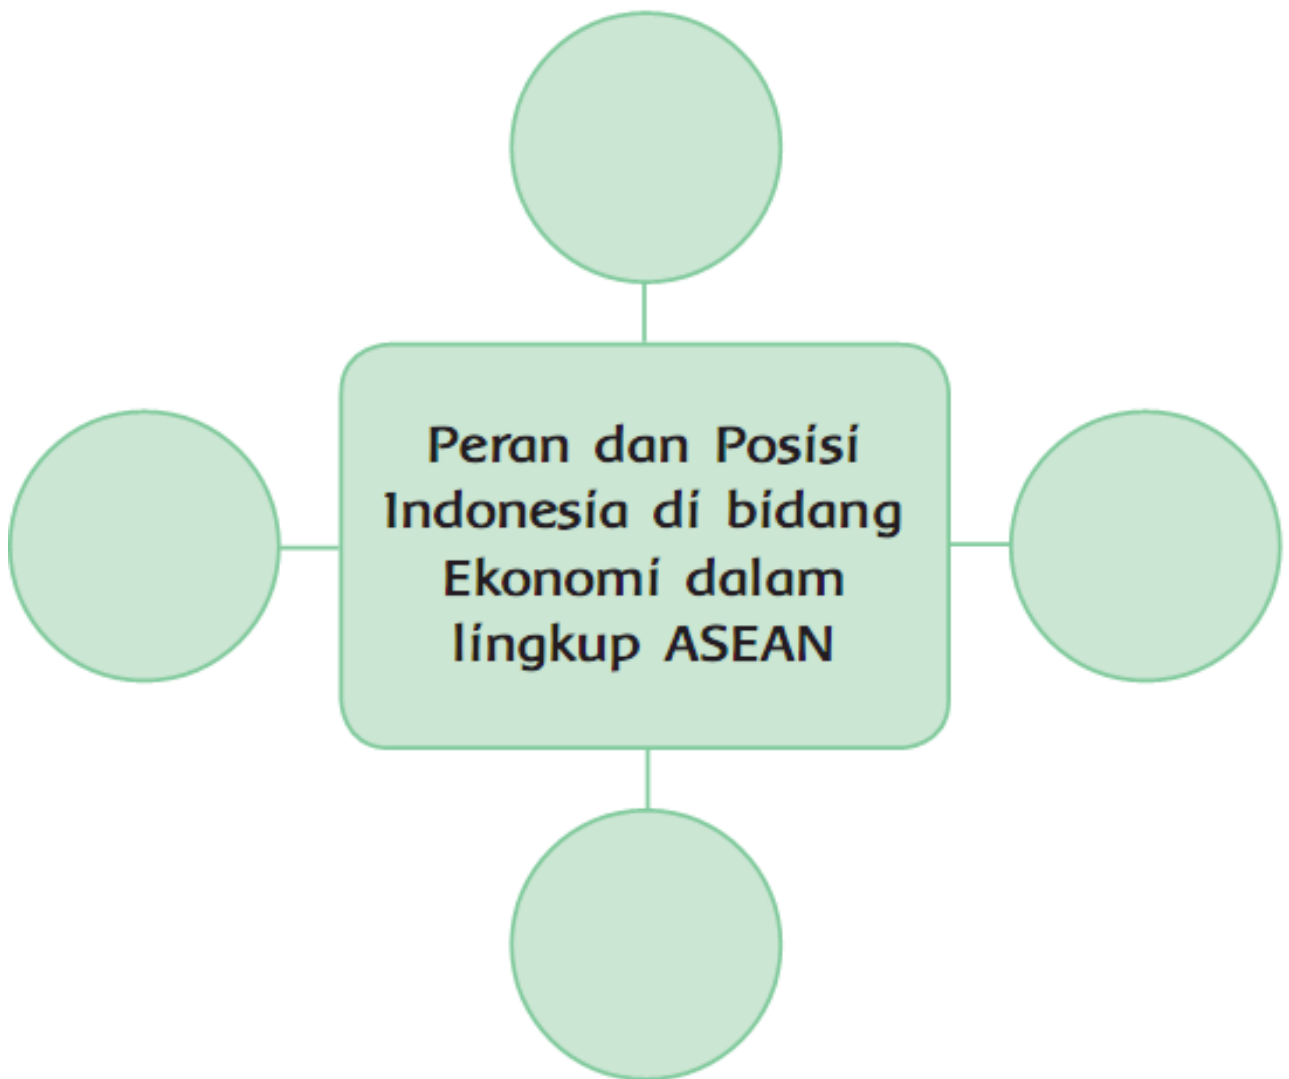 Peran dan Posisi
Indonesia di bidang
Ekonomi dalam
lingkup ASEAN